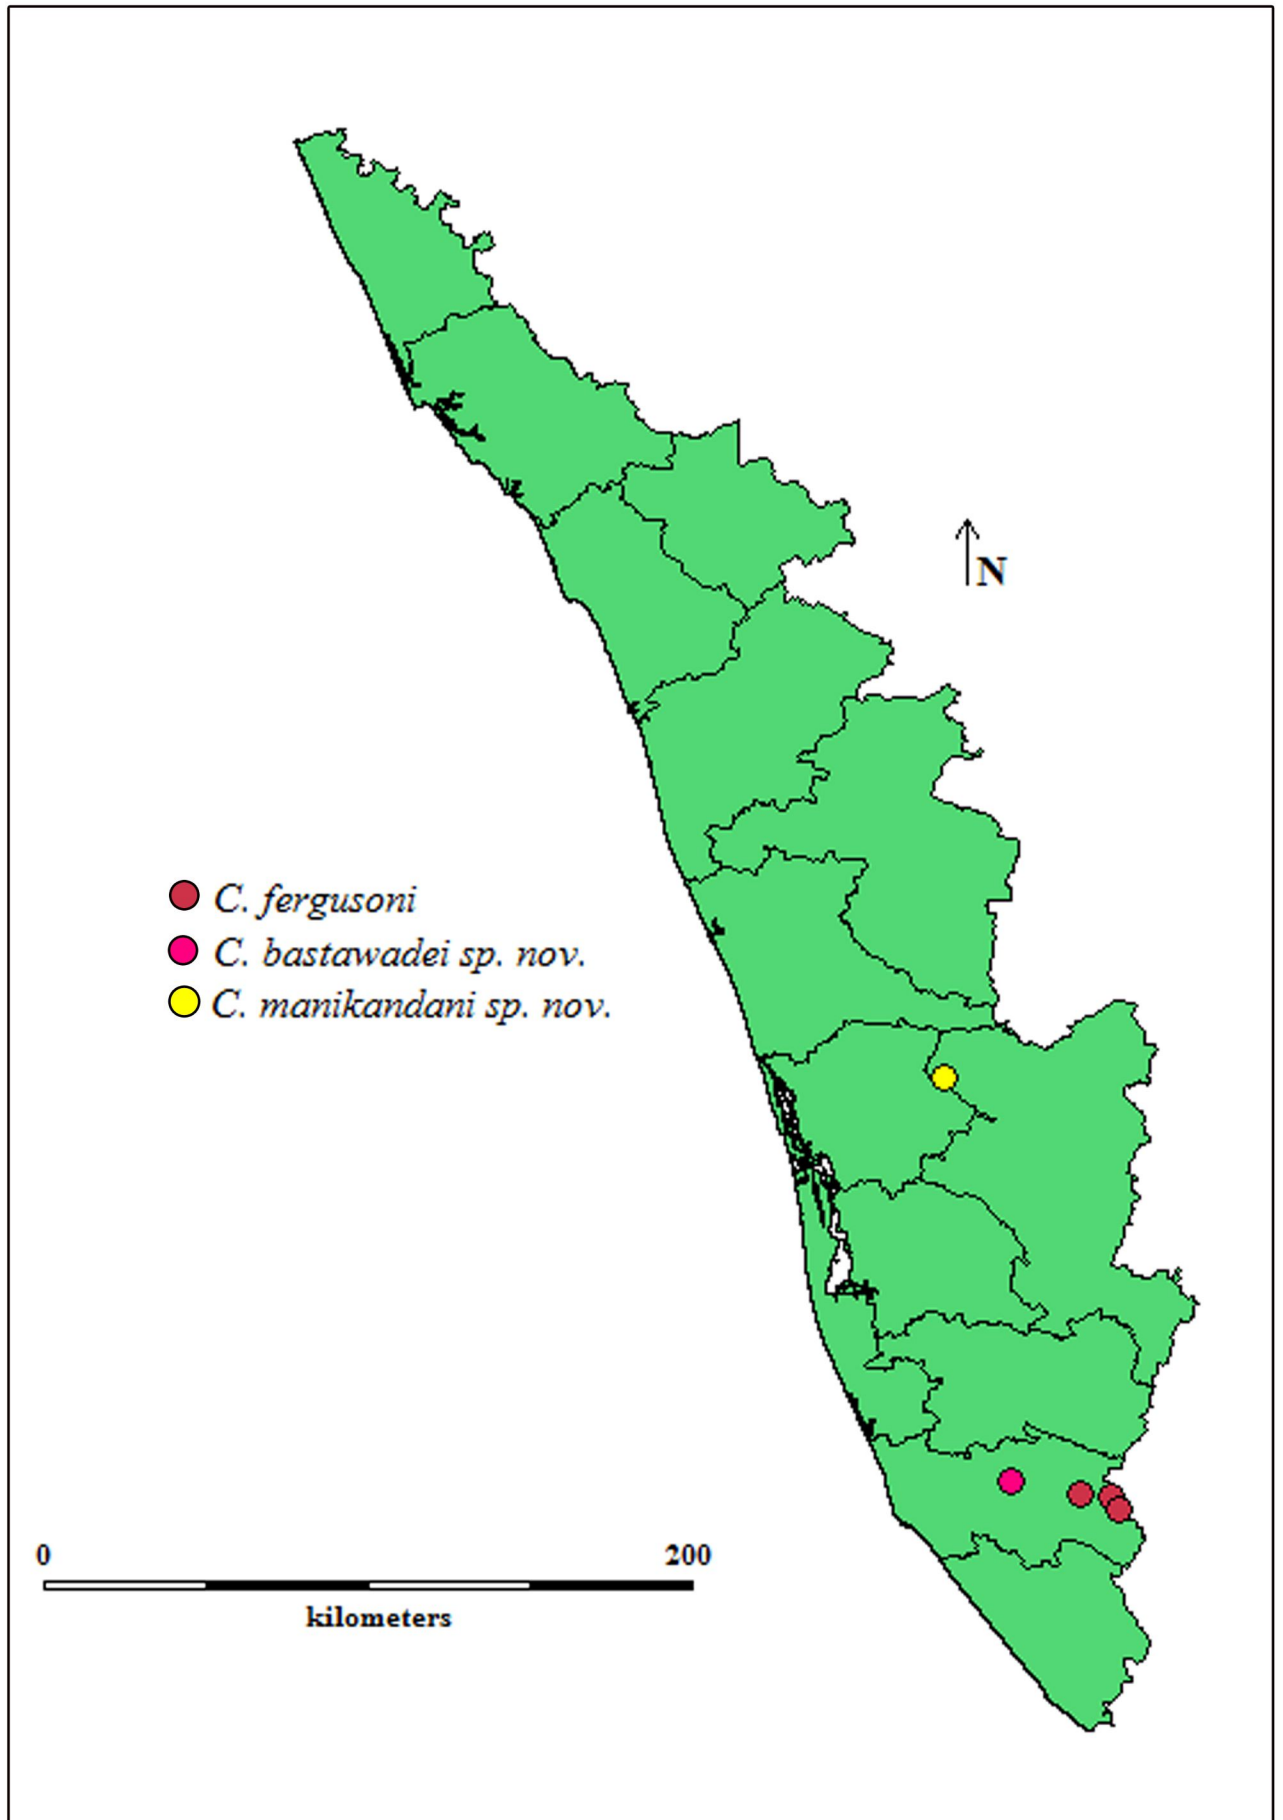 N
C. fergusoni
C. bastawadei sp. nov.
C. manikandani sp. nov.
0 200
kilometers